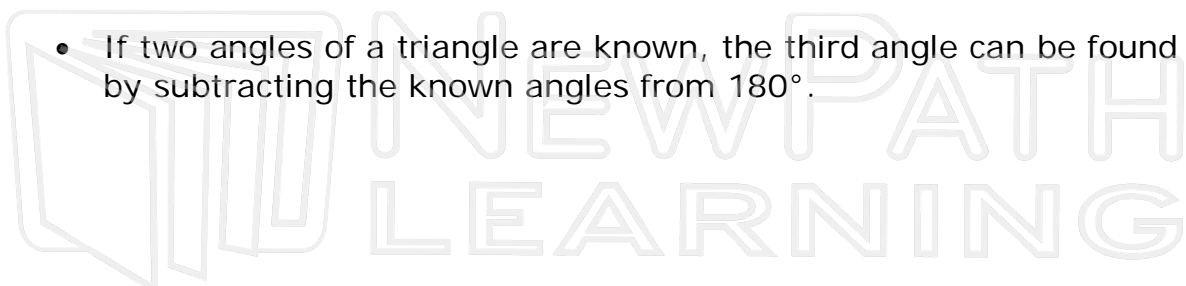 • If two angles of a triangle are known, the third angle can be found
by subtracting the known angles from 180°.
NEWPATH
LEARNING